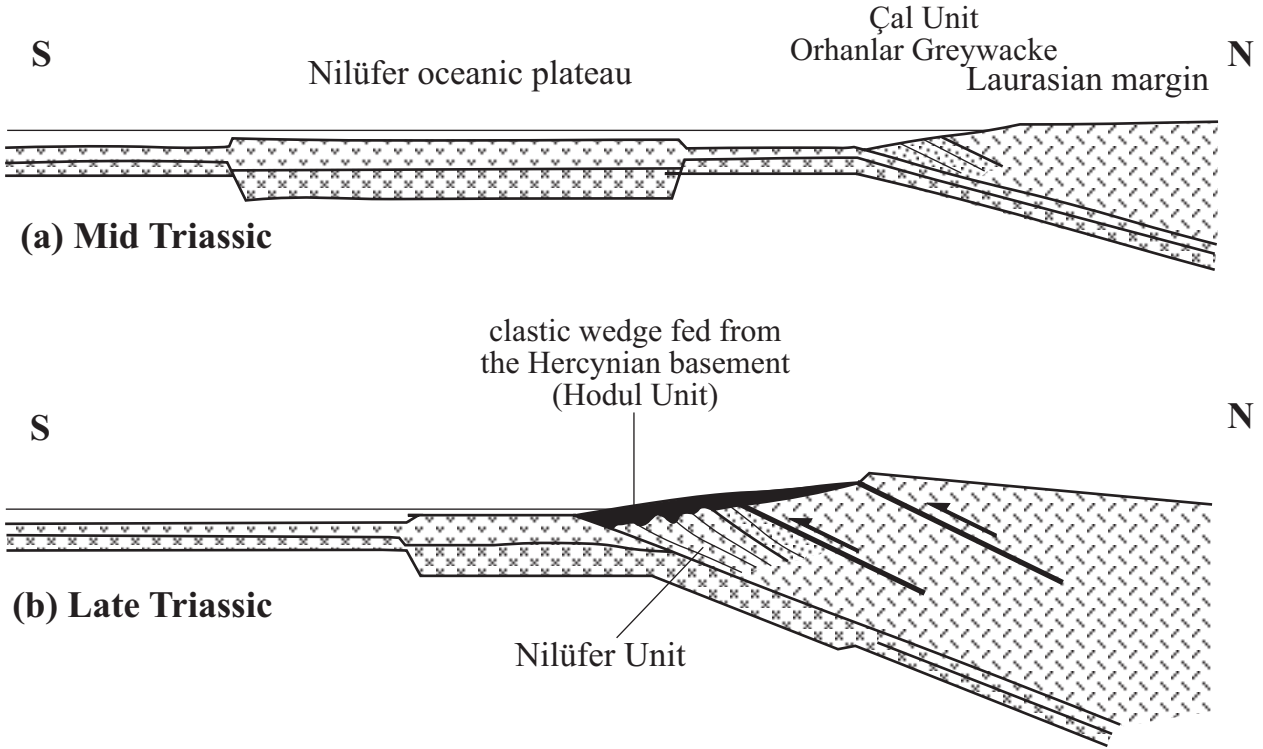 Çal Unit
Orhanlar Greywacke
S
N
Nilüfer oceanic plateau
Laurasian margin
(a) Mid Triassic
clastic wedge fed from
the Hercynian basement
(Hodul Unit)
S
N
(b) Late Triassic
Nilüfer Unit